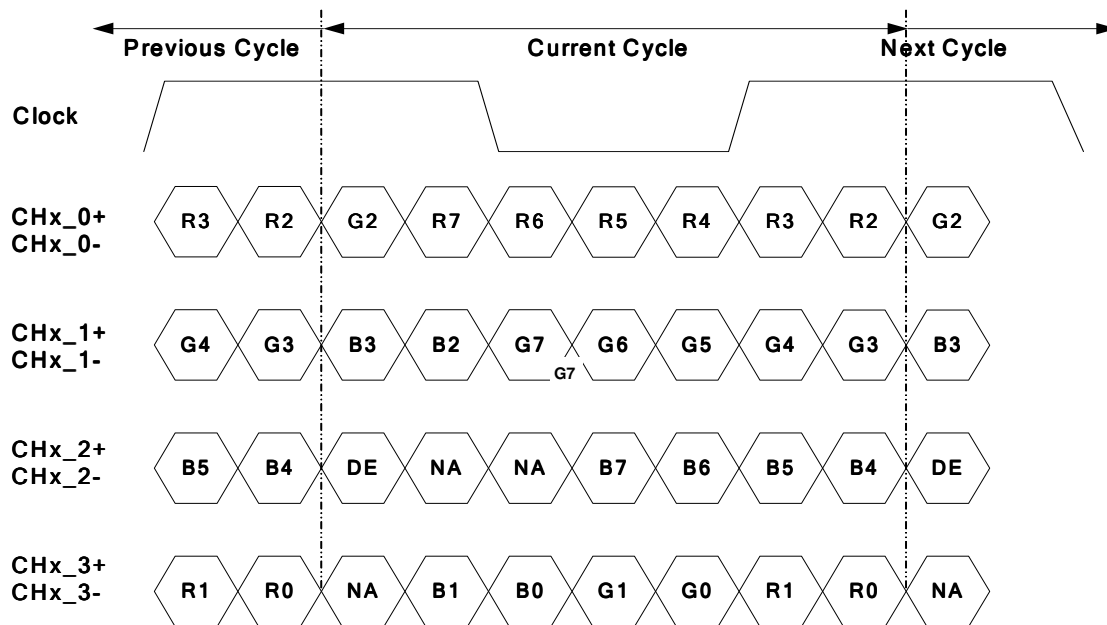 Previous Cycle Current Cycle Next Cycle
Clock
CHx_0+
CHx_0-
R3 R2 G2 R7 R6 R5 R4 R3 R2 G2
CHx_1+
CHx_1-
G4 G3 B3 B2 G7 G6 G5 G4 G3 B3
G7
CHx_2+
CHx_2-
B5 B4 DE NA NA B7 B6 B5 B4 DE
CHx_3+
CHx_3-
R1 R0 NA B1 B0 G1 G0 R1 R0 NA